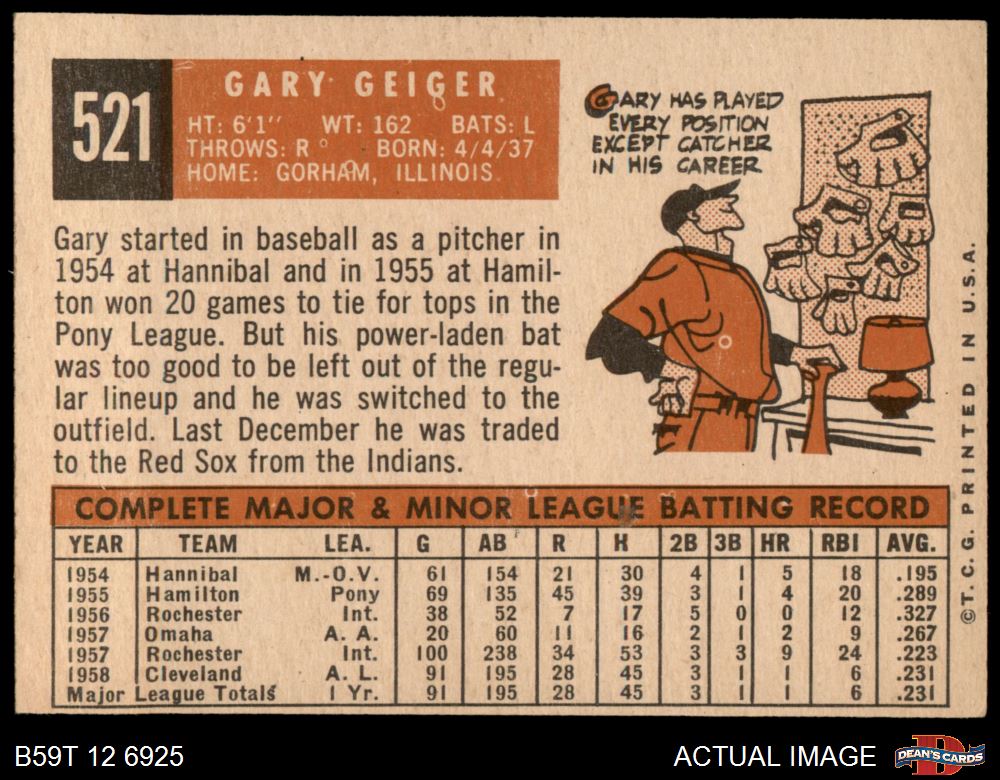 521
GARY GEIGER
HT: 6'1" WT: 162 BATS: L
THROWS: R BORN: 4/4/37
HOME: GORHAM, ILLINOIS
GARY HAS PLAYED
EVERY POSITION
EXCEPT CATCHER
IN HIS CAREER
Gary started in baseball as a pitcher in
1954 at Hannibal and in 1955 at Hamil-
ton won 20 games to tie for tops in the
Pony League. But his power-laden bat
was too good to be left out of the regu-
lar lineup and he was switched to the
outfield. Last December he was traded
to the Red Sox from the Indians.
COMPLETE MAJOR & MINOR LEAGUE BATTING RECORD
YEAR TEAM LEA. G AB R H 2B 3B HR RBI AVG.
1954 Hannibal M.-O.V. 61 154 21 30 4 1 5 18 .195
1955 Hamilton Pony 69 135 45 39 3 1 4 20 .289
1956 Rochester Int. 38 52 7 17 5 0 0 12 .327
1957 Omaha A. A. 20 60 11 16 2 1 2 9 .267
1957 Rochester Int. 100 238 34 53 3 3 9 24 .223
1958 Cleveland A. L. 91 195 28 45 3 1 1 6 .231
Major League Totals 1 Yr. 91 195 28 45 3 1 1 6 .231
©T. C. G. PRINTED IN U.S.A.
B59T 12 6925
ACTUAL IMAGE
D
DEAN'S CARDS